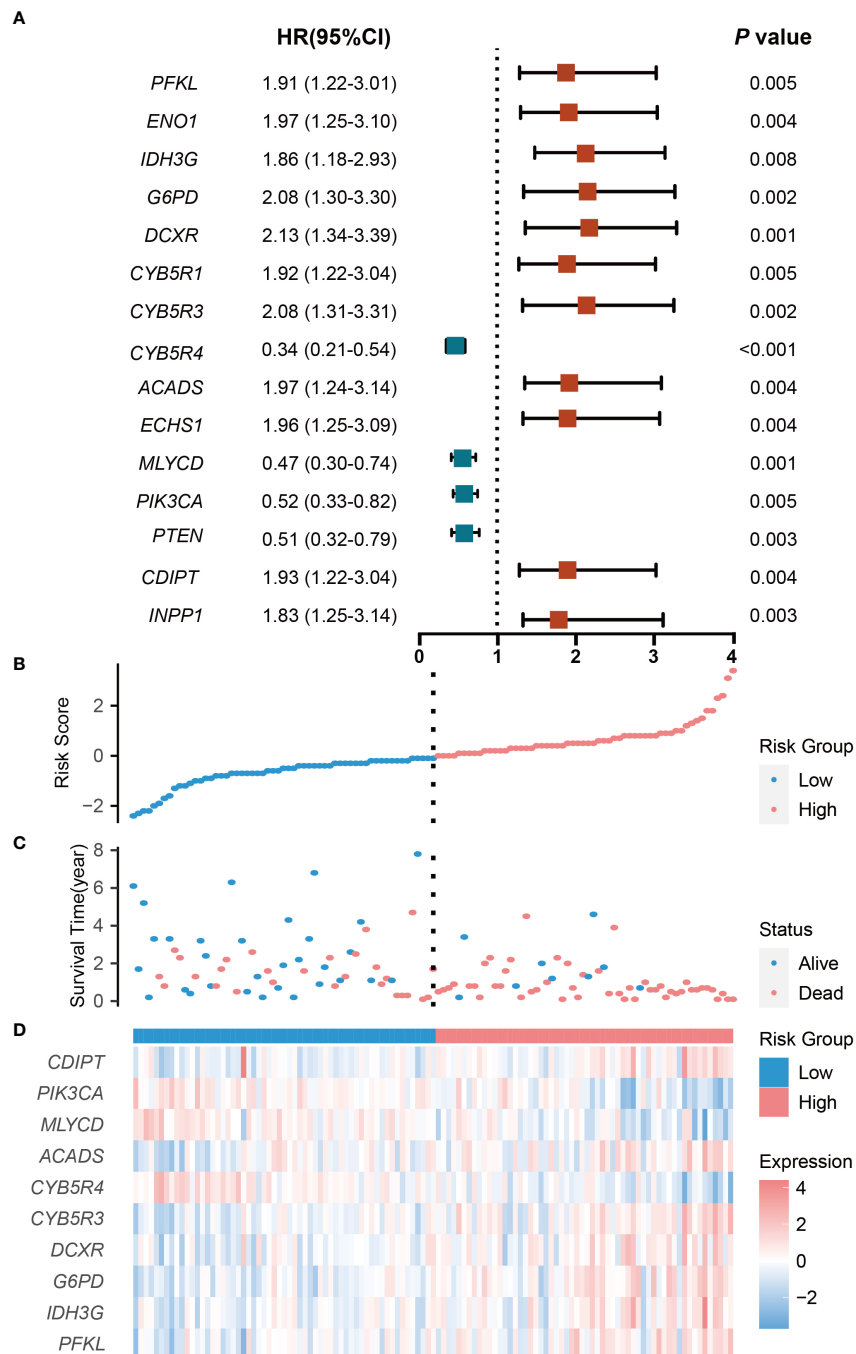 A
HR(95%CI) P value
PFKL 1.91 (1.22-3.01) 0.005
ENO1 1.97 (1.25-3.10) 0.004
IDH3G 1.86 (1.18-2.93) 0.008
G6PD 2.08 (1.30-3.30) 0.002
DCXR 2.13 (1.34-3.39) 0.001
CYB5R1 1.92 (1.22-3.04) 0.005
CYB5R3 2.08 (1.31-3.31) 0.002
CYB5R4 0.34 (0.21-0.54) <0.001
ACADS 1.97 (1.24-3.14) 0.004
ECHS1 1.96 (1.25-3.09) 0.004
MLYCD 0.47 (0.30-0.74) 0.001
PIK3CA 0.52 (0.33-0.82) 0.005
PTEN 0.51 (0.32-0.79) 0.003
CDIPT 1.93 (1.22-3.04) 0.004
INPP1 1.83 (1.25-3.14) 0.003
0 1 2 3 4
B
Risk Score
2
0
−2
Risk Group
Low
High
C
Survival Time(year)
8
6
4
2
0
Status
Alive
Dead
D
CDIPT
PIK3CA
MLYCD
ACADS
CYB5R4
CYB5R3
DCXR
G6PD
IDH3G
PFKL
Risk Group
Low
High
Expression
4
2
0
−2